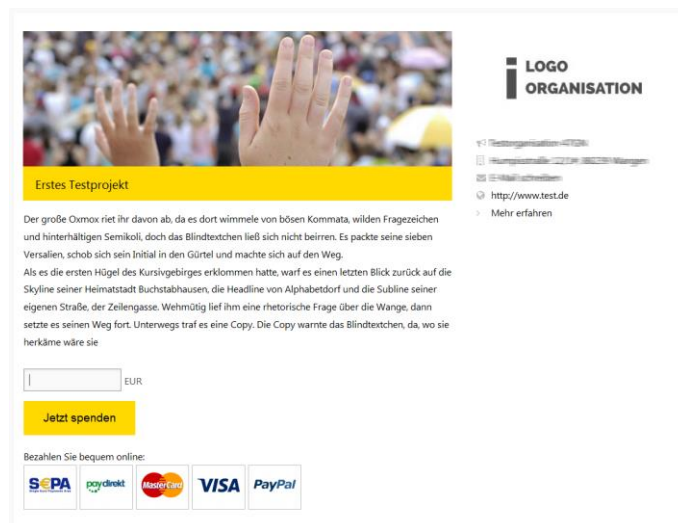 LOGO
ORGANISATION
http://www.test.de
Mehr erfahren
Erstes Testprojekt
Der große Oxmox riet ihr davon ab, da es dort wimmele von bösen Kommata, wilden Fragezeichen
und hinterhältigen Semikoli, doch das Blindtextchen ließ sich nicht beirren. Es packte seine sieben
Versalien, schob sich sein Initial in den Gürtel und machte sich auf den Weg.
Als es die ersten Hügel des Kursivgebirges erklommen hatte, warf es einen letzten Blick zurück auf die
Skyline seiner Heimatstadt Buchstabhausen, die Headline von Alphabetdorf und die Subline seiner
eigenen Straße, der Zeilengasse. Wehmütig lief ihm eine rhetorische Frage über die Wange, dann
setzte es seinen Weg fort. Unterwegs traf es eine Copy. Die Copy warnte das Blindtextchen, da, wo sie
herkäme wäre sie
EUR
Jetzt spenden
Bezahlen Sie bequem online:
SEPA
paydirekt
MasterCard
VISA
PayPal